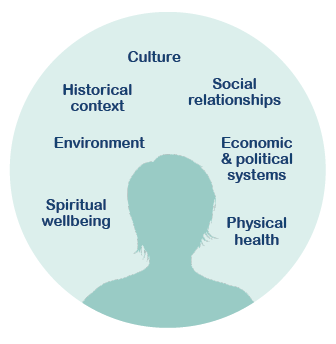 Culture
Historical
context
Social
relationships
Environment
Economic
& political
systems
Spiritual
wellbeing
Physical
health